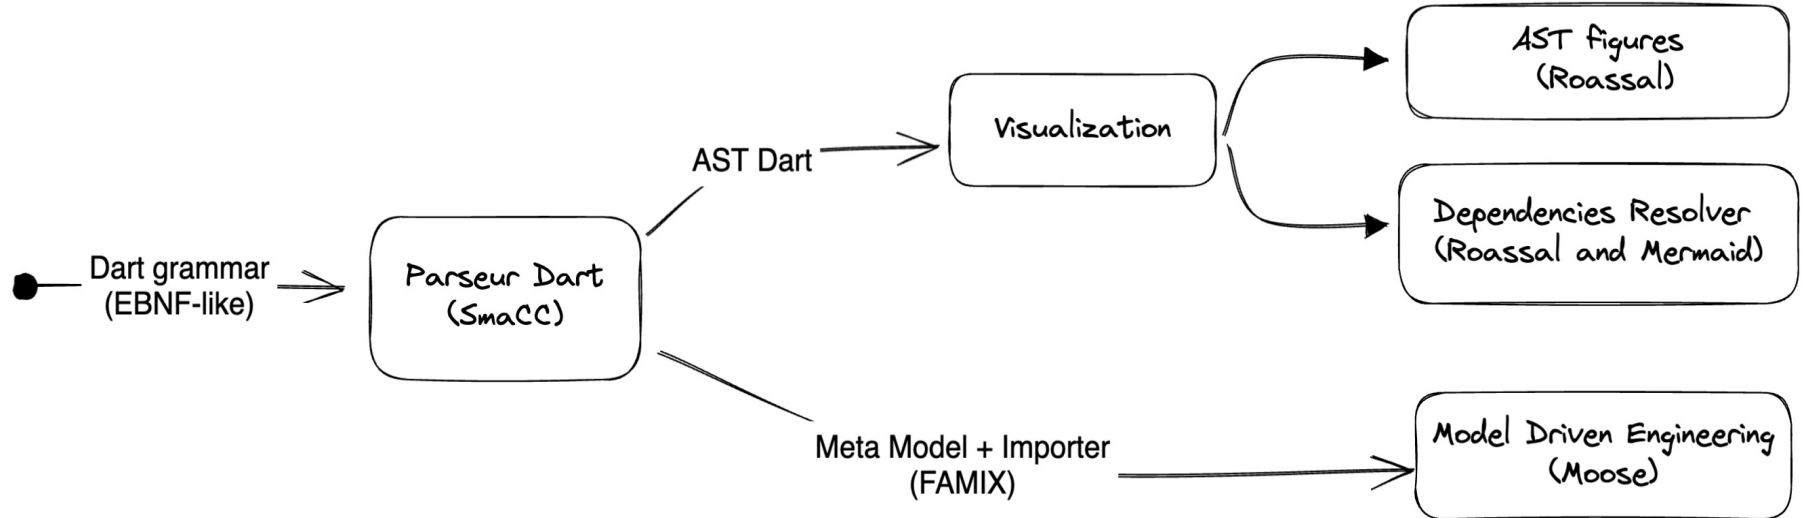 Dart grammar
(EBNF-like)
Parseur Dart
(SmaCC)
AST Dart
Visualization
AST figures
(Roassal)
Dependencies Resolver
(Roassal and Mermaid)
Meta Model + Importer
(FAMIX)
Model Driven Engineering
(Moose)